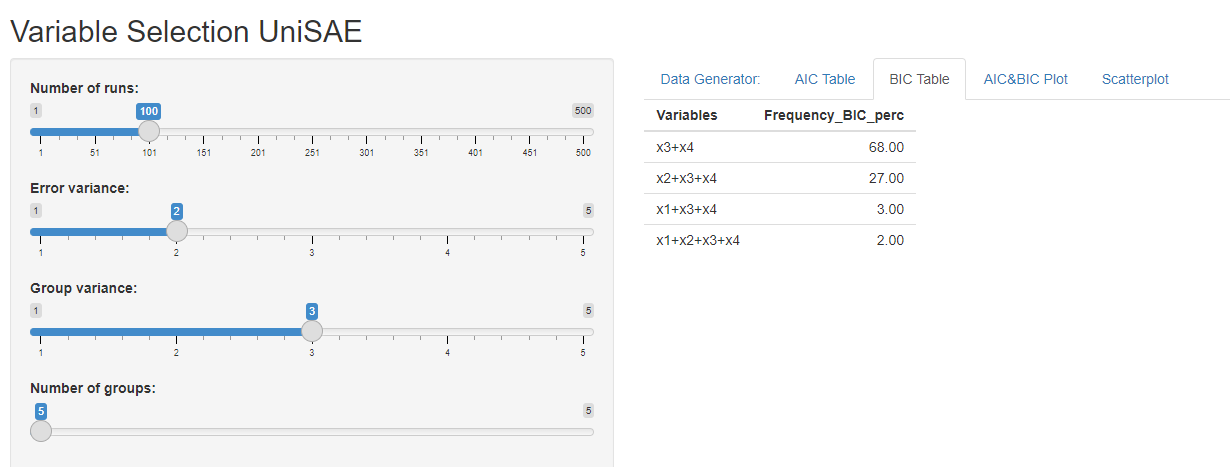 Variable Selection UniSAE
Number of runs:
1 100 500
1 51 101 151 201 251 301 351 401 451 500
Error variance:
1 2 5
1 2 3 4 5
Group variance:
1 3 5
1 2 3 4 5
Number of groups:
5 5
Data Generator: AIC Table BIC Table AIC&BIC Plot Scatterplot
Variables Frequency_BIC_perc
x3+x4 68.00
x2+x3+x4 27.00
x1+x3+x4 3.00
x1+x2+x3+x4 2.00